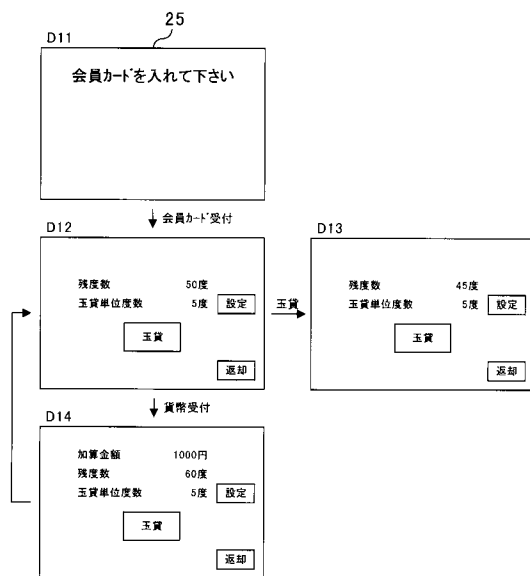 25
D11
会員カードを入れて下さい
会員カード受付
D12
残度数 50度
玉貸単位度数 5度 設定
玉貸
返却
玉貸
D13
残度数 45度
玉貸単位度数 5度 設定
玉貸
返却
貨幣受付
D14
加算金額 1000円
残度数 60度
玉貸単位度数 5度 設定
玉貸
返却